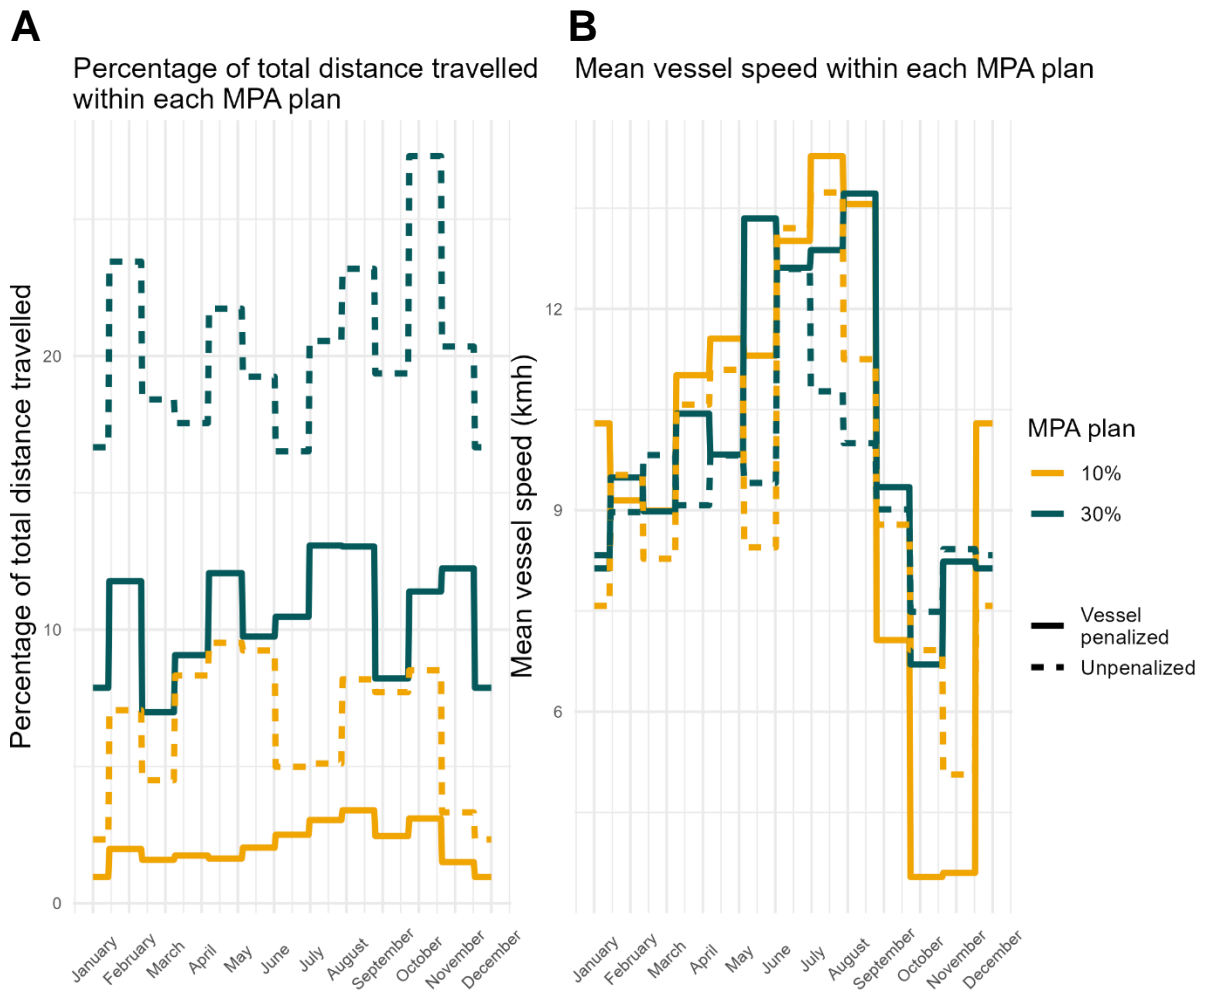 A
B
Percentage of total distance travelled
within each MPA plan
Mean vessel speed within each MPA plan
Percentage of total distance travelled
20
10
0
January
February
March
April
May
June
July
August
September
October
November
December
Mean vessel speed (kmh)
12
9
6
January
February
March
April
May
June
July
August
September
October
November
December
MPA plan
10%
30%
Vessel
penalized
Unpenalized